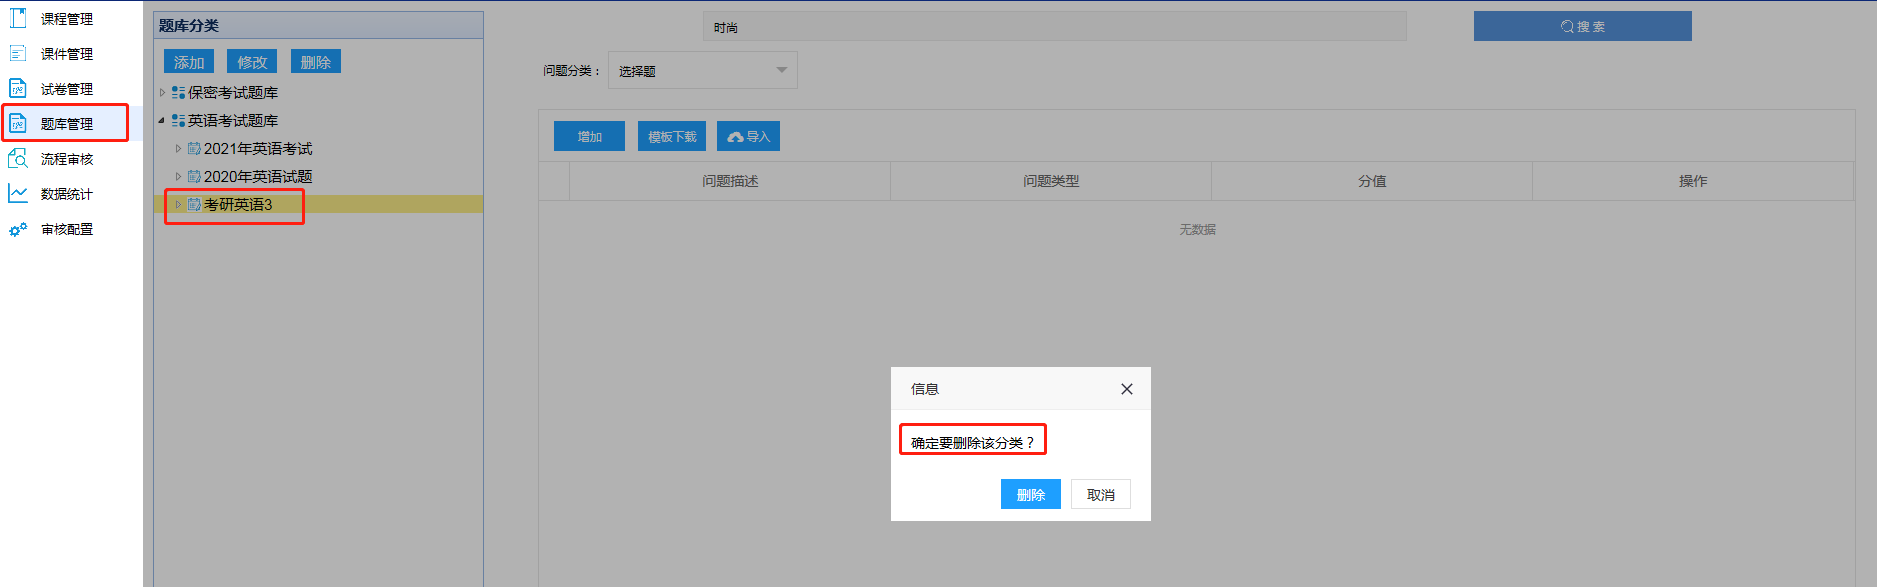 课程管理
课件管理
试卷管理
题库管理
流程审核
数据统计
审核配置
题库分类
添加 修改 删除
保密考试题库
英语考试题库
2021年英语考试
2020年英语试题
考研英语3
时尚
搜 索
问题分类： 选择题
增加 模板下载 导入
问题描述 问题类型 分值 操作
无数据
信息
确定要删除该分类？
删除 取消